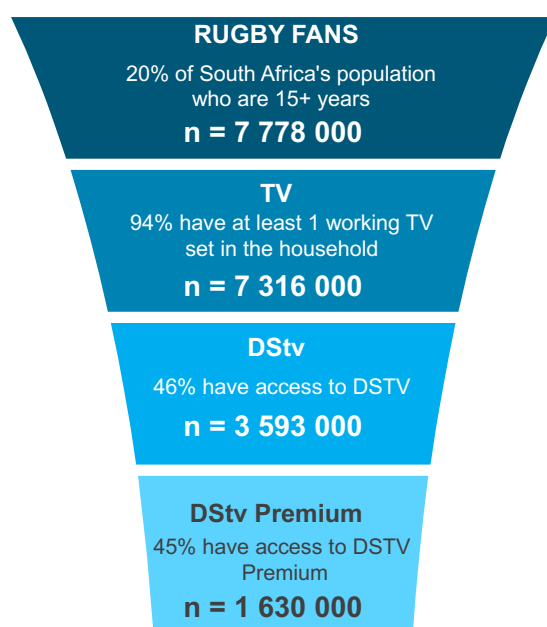 RUGBY FANS
20% of South Africa's population
who are 15+ years
n = 7 778 000
TV
94% have at least 1 working TV
set in the household
n = 7 316 000
DStv
46% have access to DSTV
n = 3 593 000
DStv Premium
45% have access to DSTV
Premium
n = 1 630 000